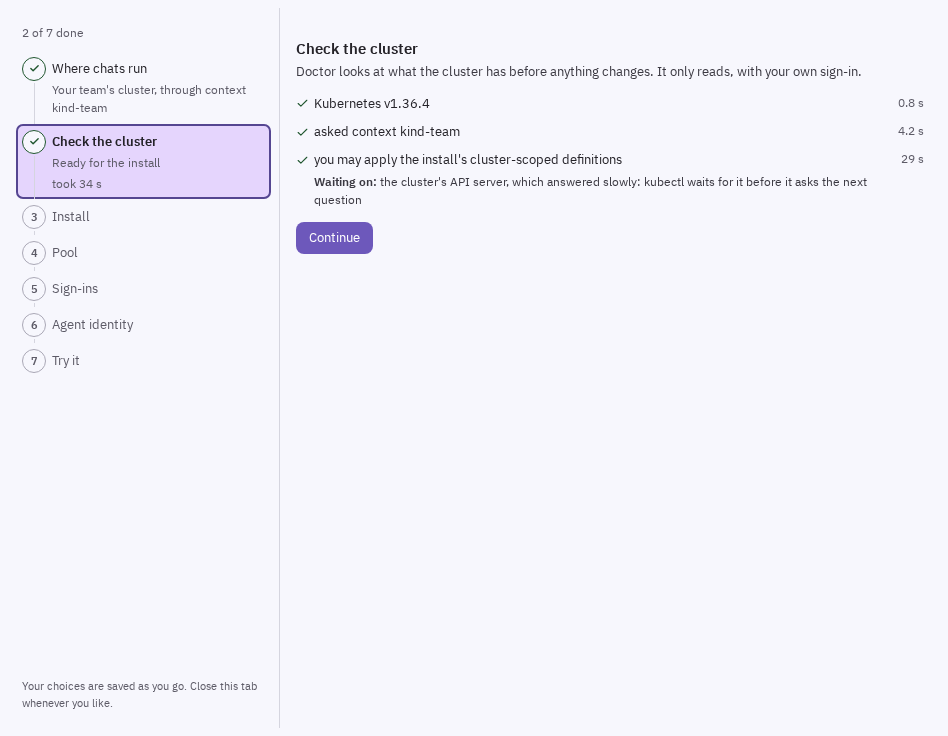 2 of 7 done
Where chats run
Your team's cluster, through context
kind-team
Check the cluster
Ready for the install
took 34 s
3 Install
4 Pool
5 Sign-ins
6 Agent identity
7 Try it
Your choices are saved as you go. Close this tab
whenever you like.
Check the cluster
Doctor looks at what the cluster has before anything changes. It only reads, with your own sign-in.
Kubernetes v1.36.4 0.8 s
asked context kind-team 4.2 s
you may apply the install's cluster-scoped definitions 29 s
Waiting on: the cluster's API server, which answered slowly: kubectl waits for it before it asks the next
question
Continue